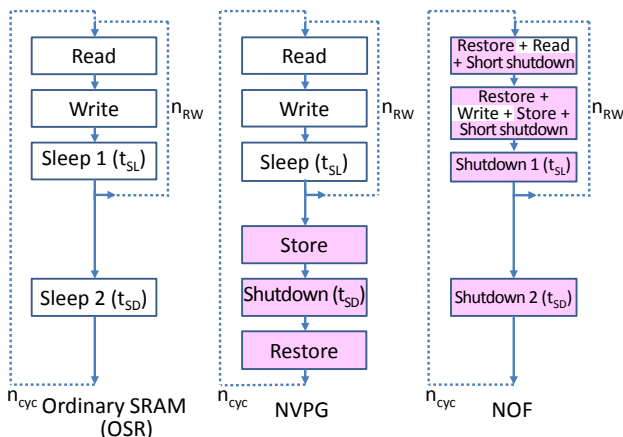 Read
Write
Sleep 1 (tSL)
nRW
Sleep 2 (tSD)
ncyc
Ordinary SRAM
(OSR)
Read
Write
Sleep (tSL)
nRW
Store
Shutdown (tSD)
Restore
ncyc
NVPG
Restore + Read
+ Short shutdown
Restore +
Write + Store +
Short shutdown
nRW
Shutdown 1 (tSL)
Shutdown 2 (tSD)
ncyc
NOF